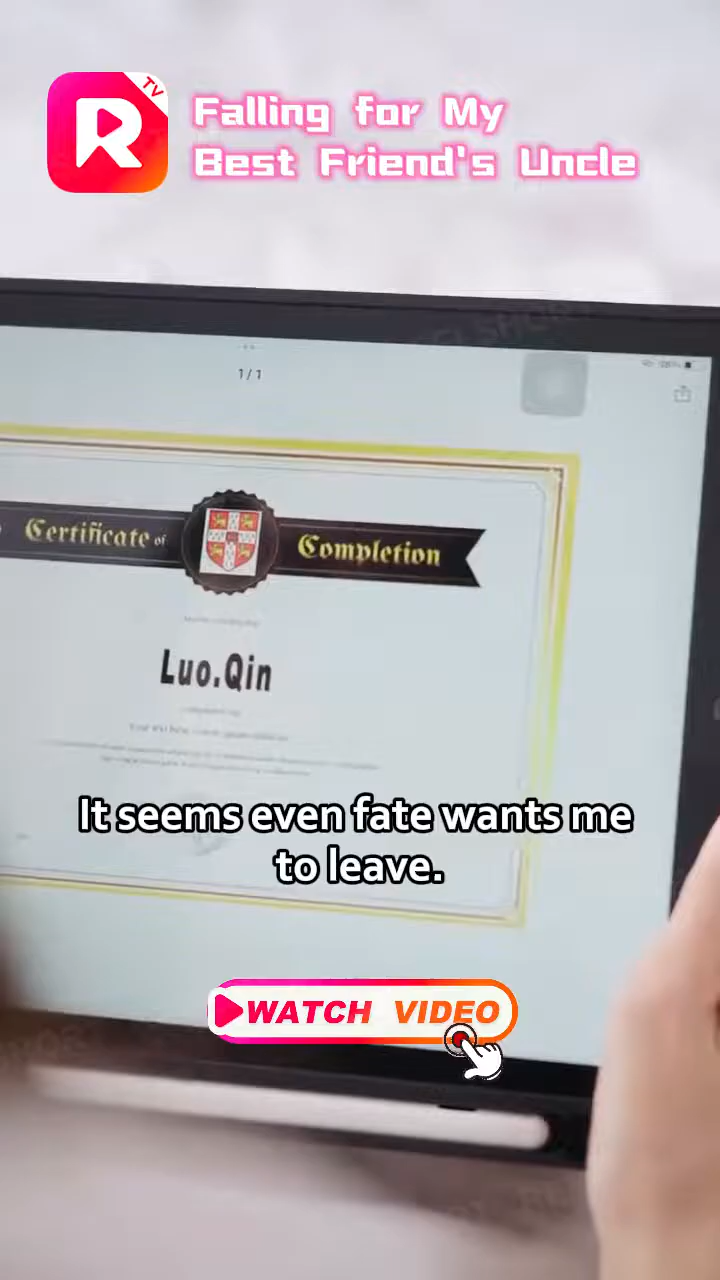 TV
R
Falling for My
Best Friend's Uncle
1/1
Certificate of
Completion
Luo.Qin
It seems even fate wants me
to leave.
WATCH VIDEO